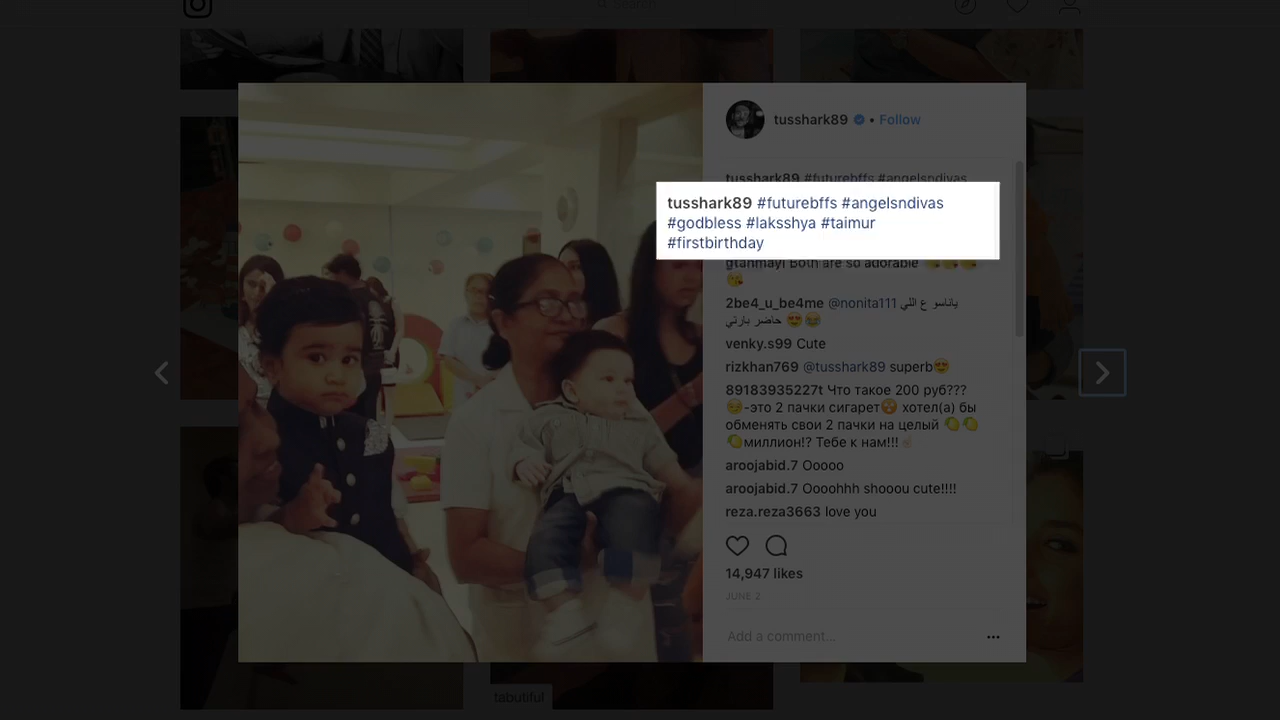 Search
tusshark89 • Follow
tusshark89 #futurebffs #angelsndivas
tusshark89 #futurebffs #angelsndivas
#godbless #laksshya #taimur
#firstbirthday
gtanmayi Both are so adorable 😘😘😘
😘
2be4_u_be4me @nonita111 ياناسو ع اللي
حاضر بارتي 😍😂
venky.s99 Cute
rizkhan769 @tusshark89 superb😍
89183935227t Что такое 200 руб???
😏-это 2 пачки сигарет😳 хотел(а) бы
обменять свои 2 пачки на целый 🍋🍋
🍋миллион!? Тебе к нам!!!☝🏻
aroojabid.7 Ooooo
aroojabid.7 Oooohhh shooou cute!!!!
reza.reza3663 love you
14,947 likes
JUNE 2
Add a comment...
tabutiful